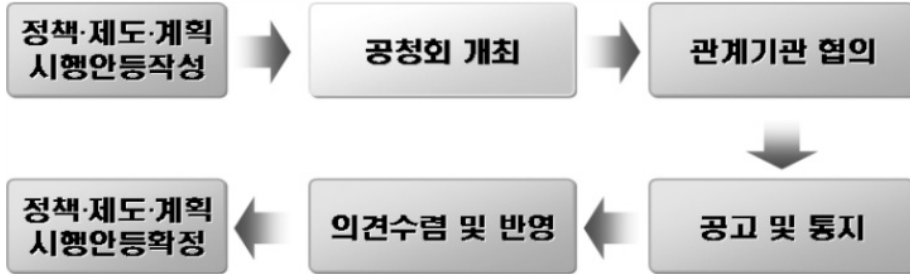 정책·제도·계획
시행안등작성
공청회 개최
관계기관 협의
공고 및 통지
의견수렴 및 반영
정책·제도·계획
시행안등확정